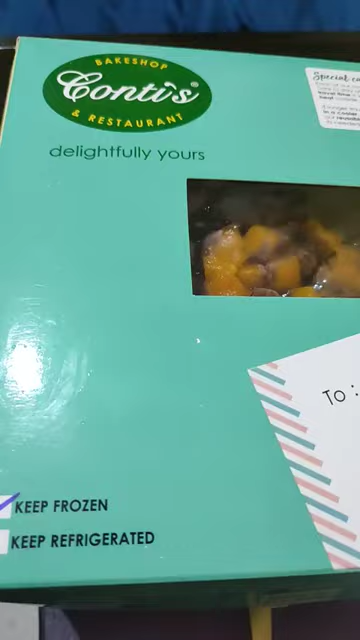 BAKESHOP
Conti's®
& RESTAURANT
delightfully yours
Special
To:
KEEP FROZEN
KEEP REFRIGERATED